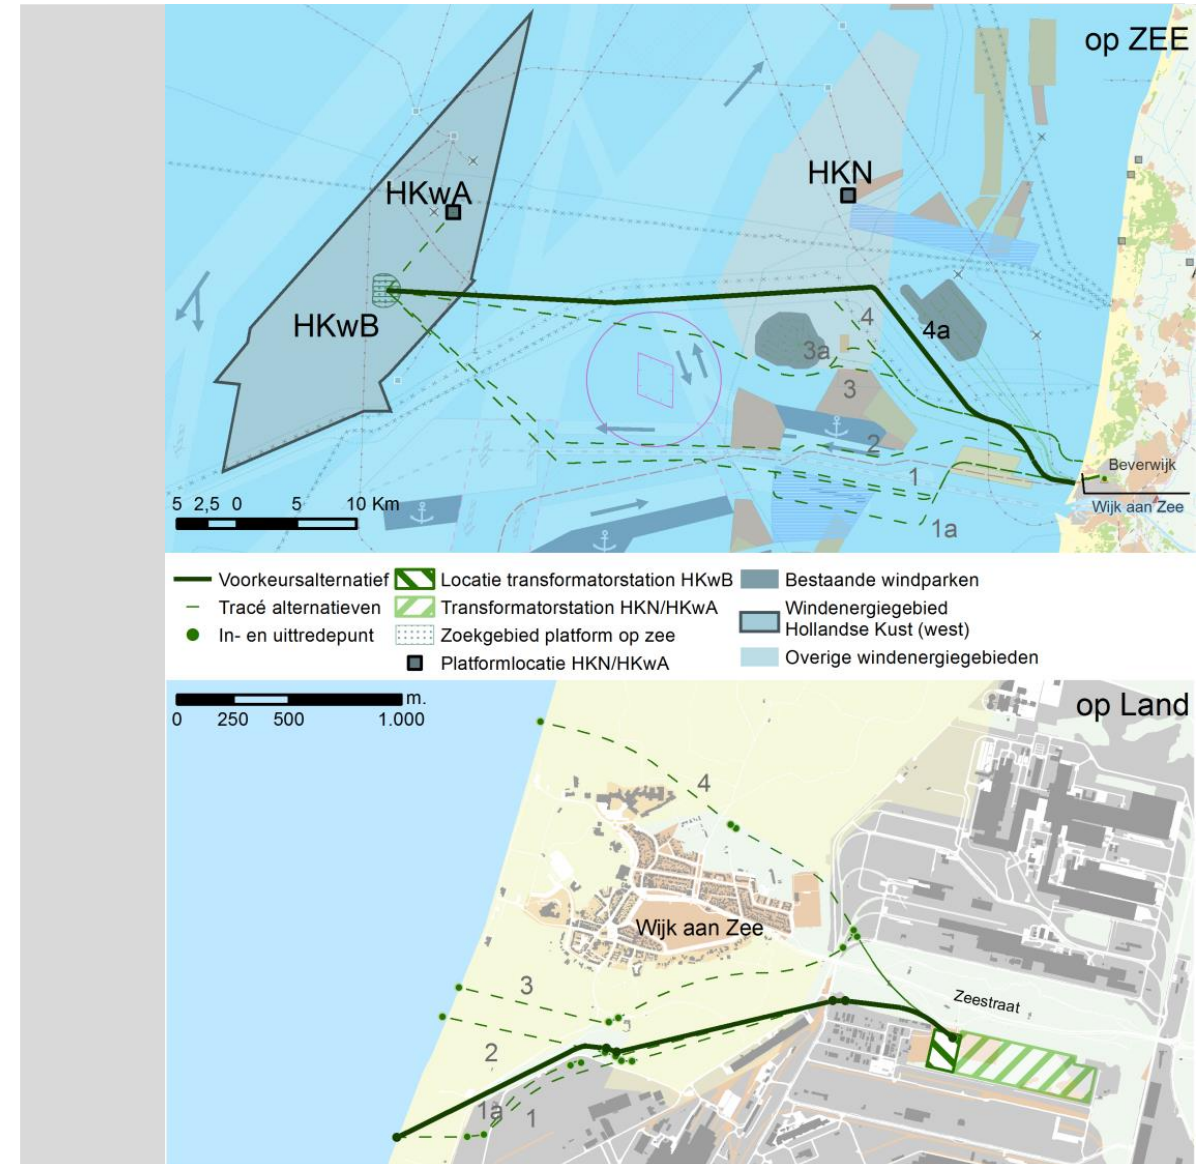 op ZEE
HKwA
HKN
HKwB
4
4a
3a
3
2
1
1a
Beverwijk
Wijk aan Zee
5 2,5 0 5 10 Km
Voorkeursalternatief
Tracé alternatieven
In- en uittredepunt
Locatie transformatorstation HKwB
Transformatorstation HKN/HKwA
Zoekgebied platform op zee
Platformlocatie HKN/HKwA
Bestaande windparken
Windenergiegebied
Hollandse Kust (west)
Overige windenergiegebieden
m.
0 250 500 1.000
op Land
4
Wijk aan Zee
3
Zeestraat
2
1a
1